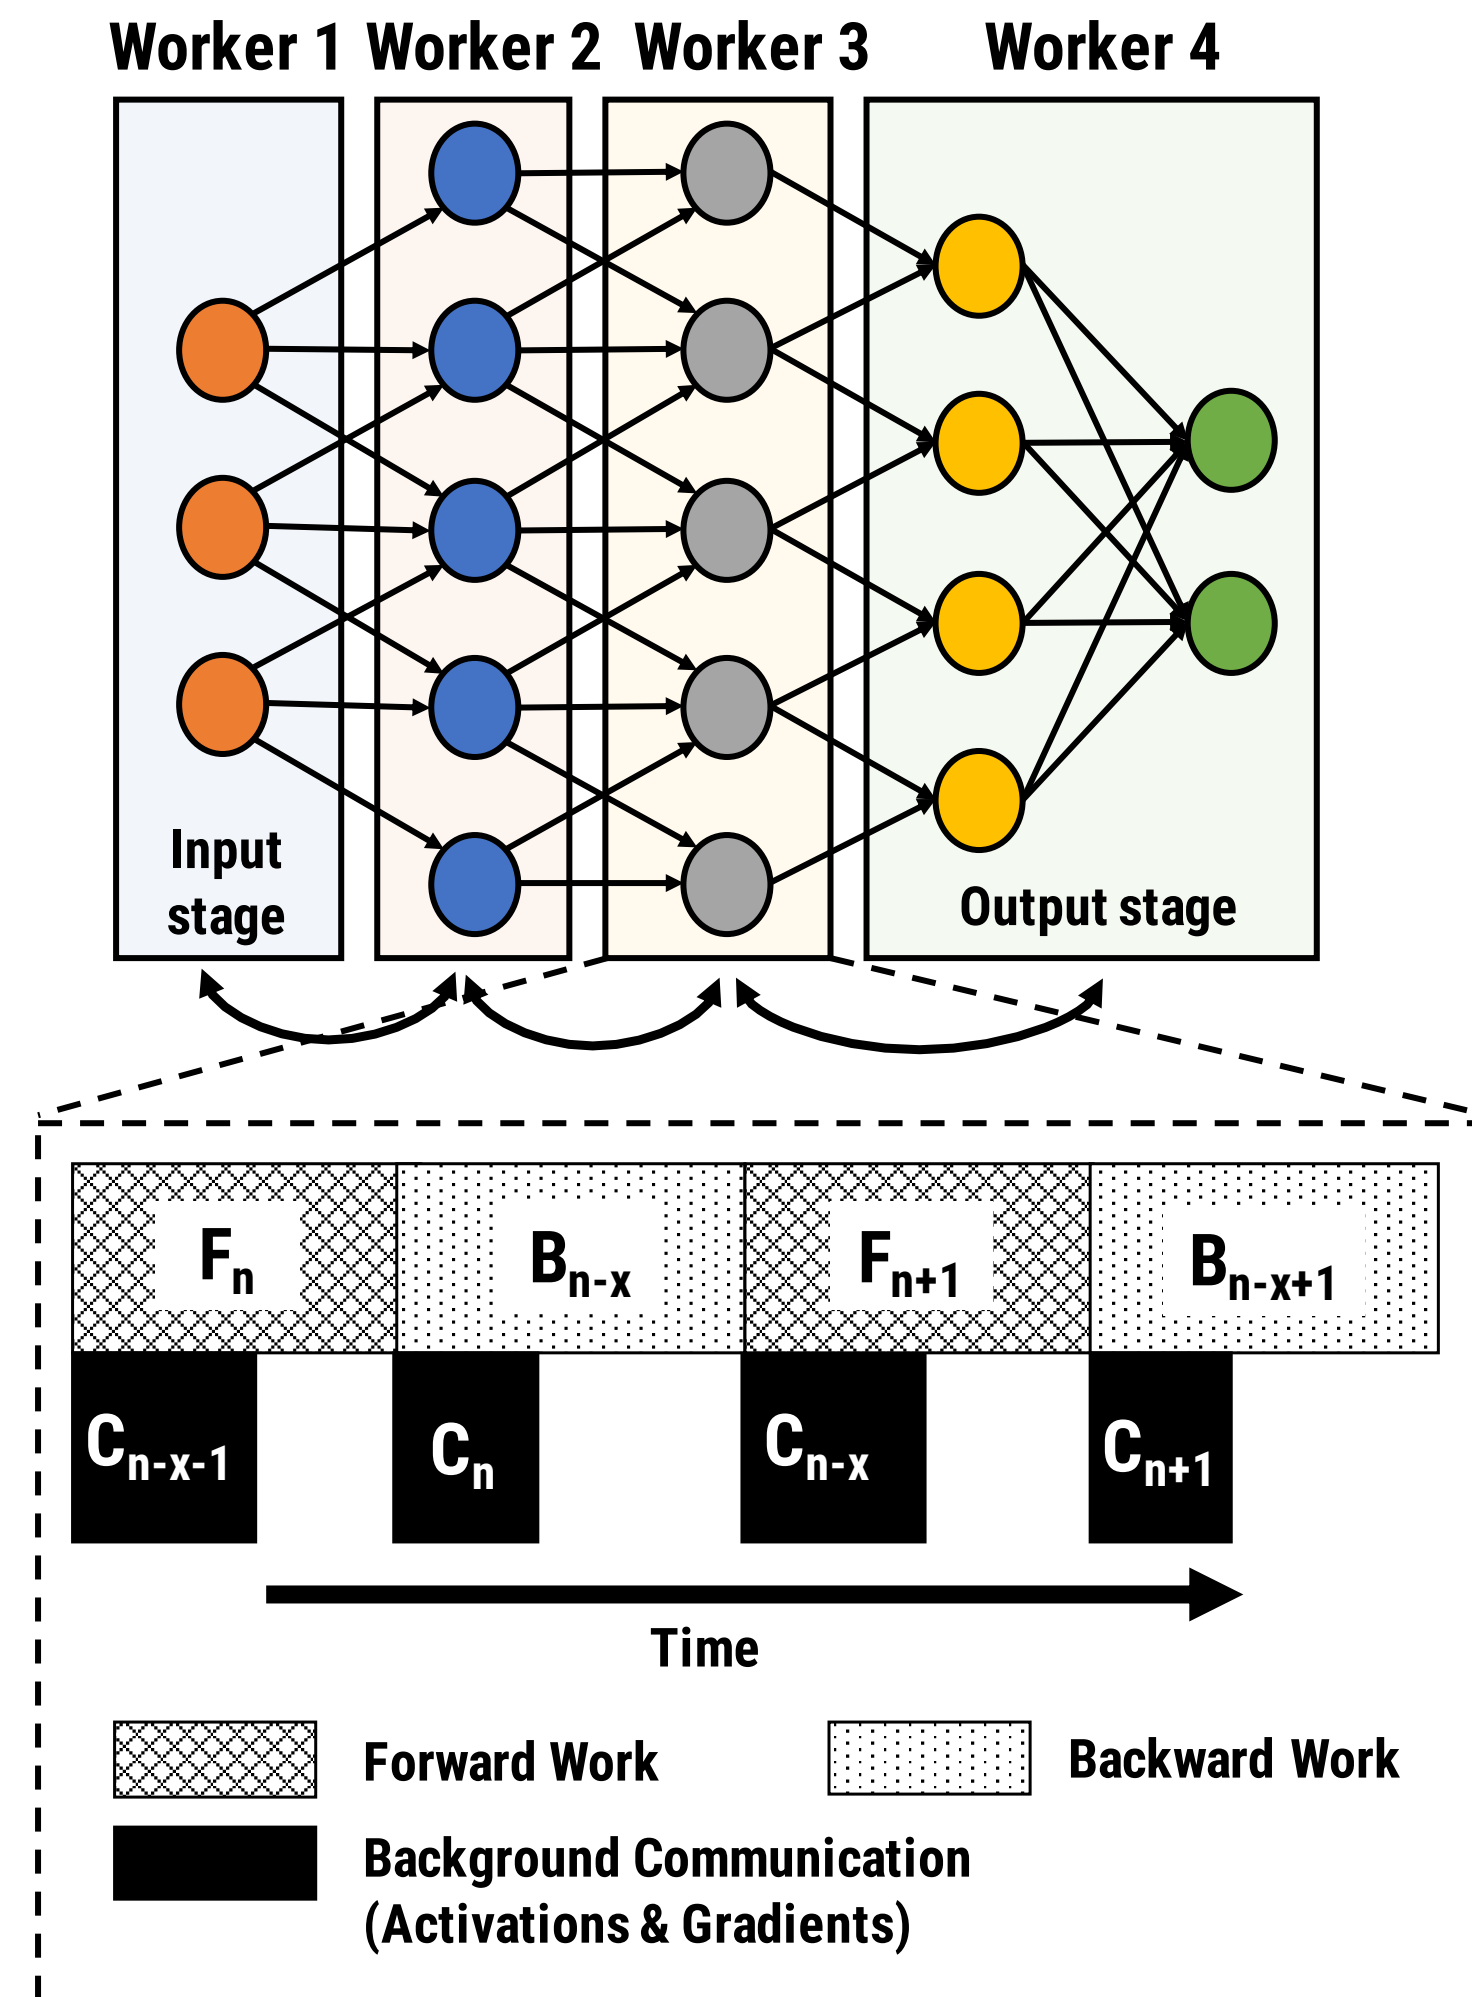 Worker 1 Worker 2 Worker 3 Worker 4
Input
stage
Output stage
Fn Bn-x Fn+1 Bn-x+1
Cn-x-1 Cn Cn-x Cn+1
Time
Forward Work Backward Work
Background Communication
(Activations & Gradients)